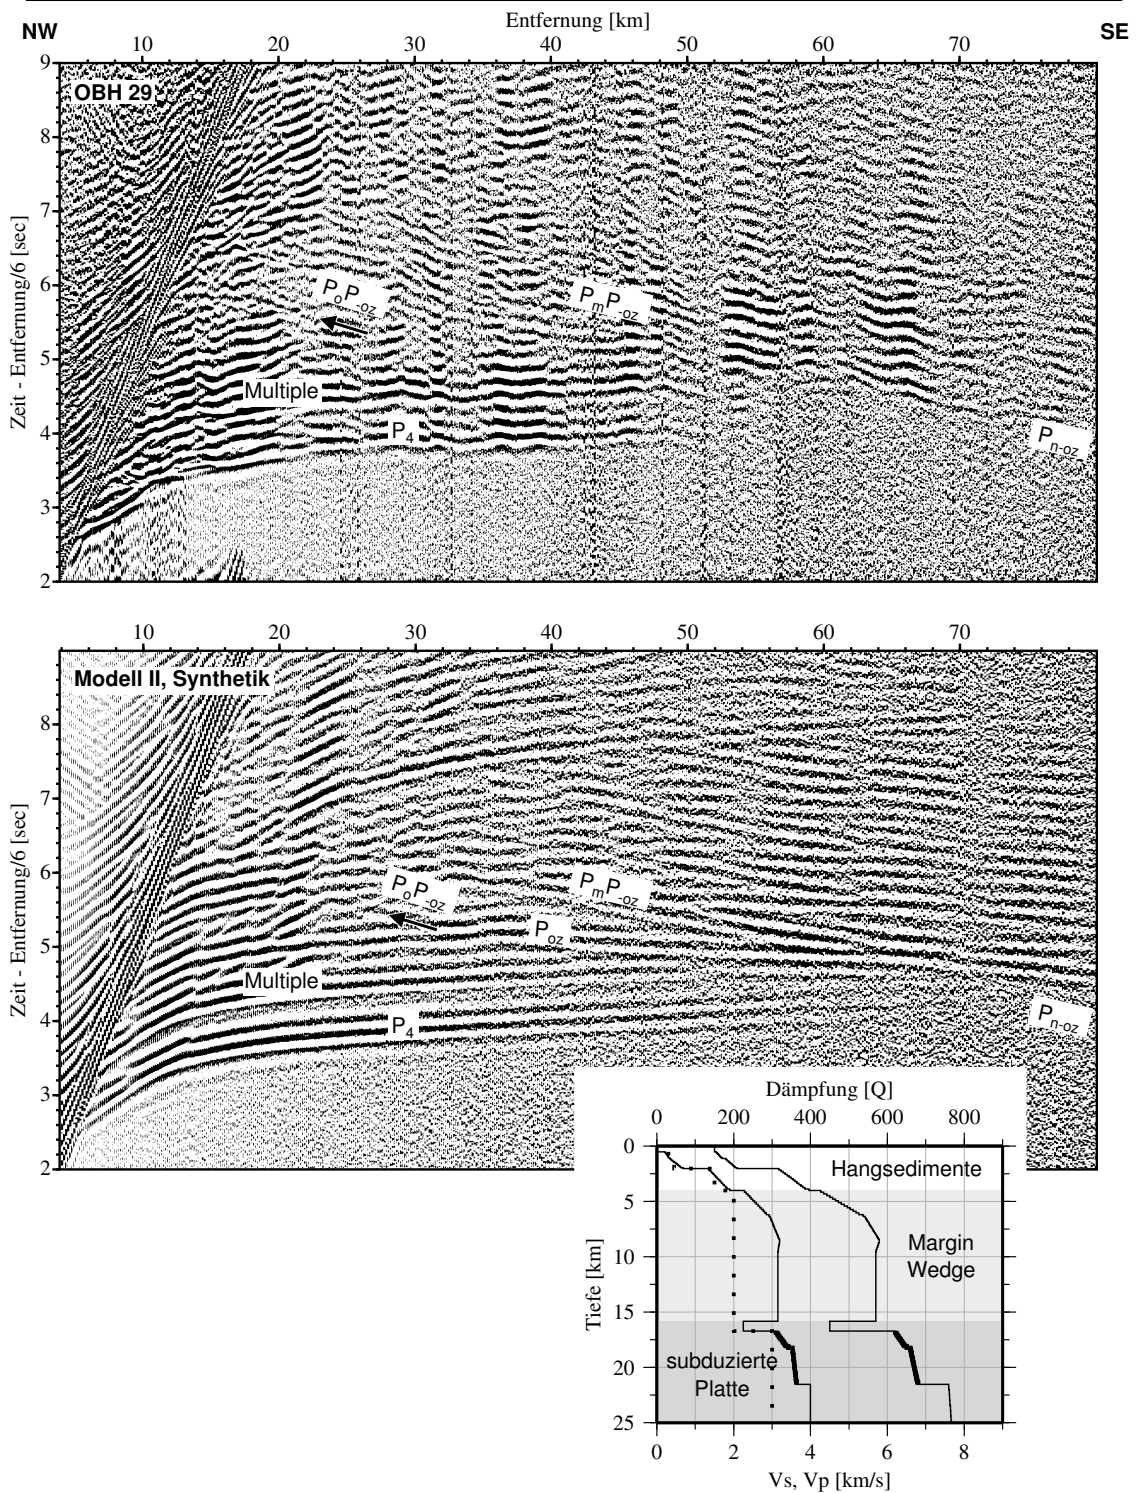 Entfernung [km]
NW SE
10 20 30 40 50 60 70
OBH 29
9
8
7
6
5
4
3
2
Zeit - Entfernung/6 [sec]
PoP-oz
PmP-oz
Multiple
P4
Pn-oz
10 20 30 40 50 60 70
Modell II, Synthetik
8
7
6
5
4
3
2
Zeit - Entfernung/6 [sec]
PoP-oz
PmP-oz
Poz
Multiple
P4
Pn-oz
Dämpfung [Q]
0 200 400 600 800
0
5
10
15
20
25
Tiefe [km]
Hangsedimente
Margin
Wedge
subduzierte
Platte
0 2 4 6 8
Vs, Vp [km/s]